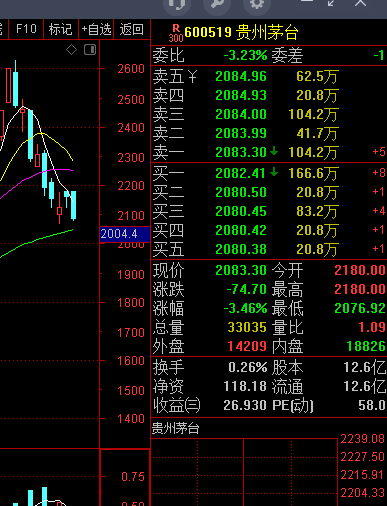 F10 标记 +自选 返回
R
300
600519 贵州茅台
委比 -3.23% 委差 -1
卖五 ¥ 2084.96 62.5万
卖四 2084.93 20.8万
卖三 2084.00 104.2万
卖二 2083.99 41.7万
卖一 2083.30 ↓ 104.2万 +5
买一 2082.41 ↓ 166.6万 +8
买二 2080.50 20.8万 +1
买三 2080.45 83.2万 +4
买四 2080.42 20.8万 +1
买五 2080.38 20.8万 +1
现价 2083.30 今开 2180.00
涨跌 -74.70 最高 2180.00
涨幅 -3.46% 最低 2076.92
总量 33035 量比 1.09
外盘 14209 内盘 18826
换手 0.26% 股本 12.6亿
净资 118.18 流通 12.6亿
收益㈢ 26.930 PE(动) 58.0
贵州茅台
2239.08
2227.50
2215.91
2204.33
2600
2500
2400
2300
2200
2100
2004.4
2000
1900
1800
1700
1600
1500
1400
0.75